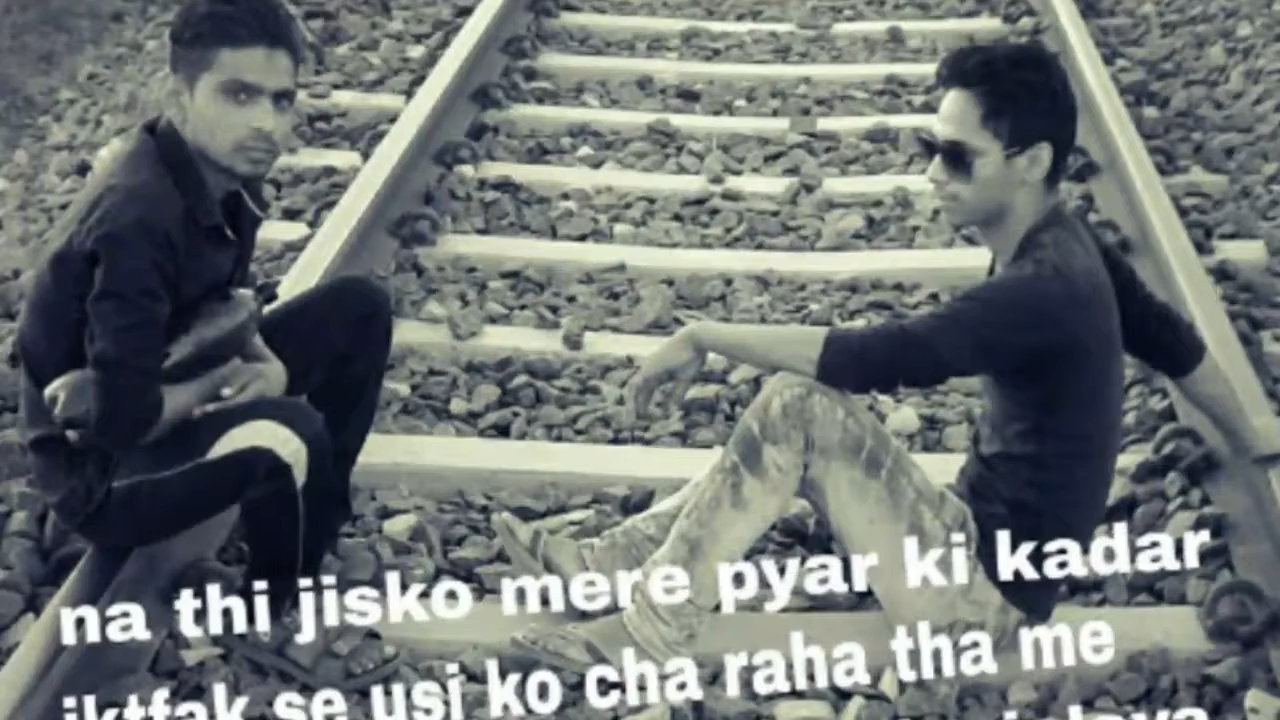 na thi jisko mere pyar ki kadar
iktfak se usi ko cha raha tha me